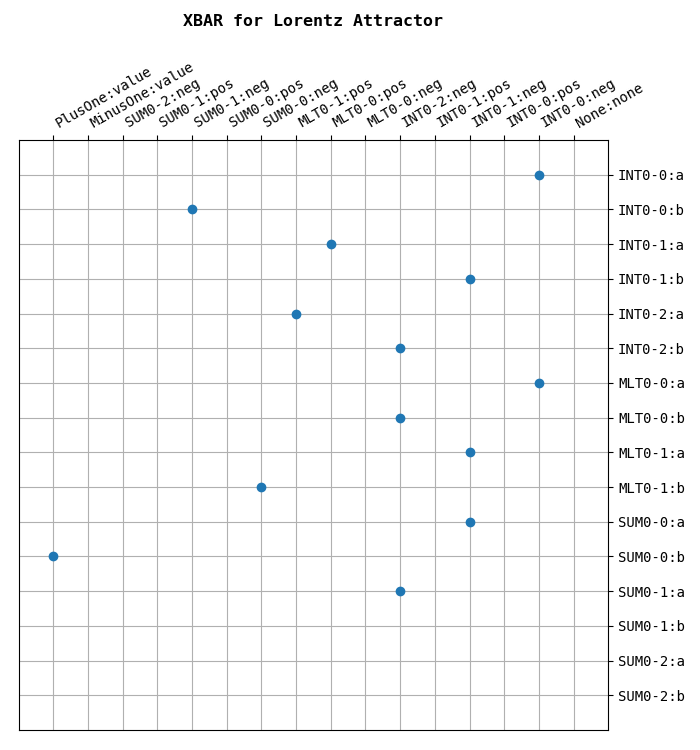 XBAR for Lorentz Attractor
PlusOne:value
MinusOne:value
SUM0-2:neg
SUM0-1:pos
SUM0-1:neg
SUM0-0:pos
SUM0-0:neg
MLT0-1:pos
MLT0-0:pos
MLT0-0:neg
INT0-2:neg
INT0-1:pos
INT0-1:neg
INT0-0:pos
INT0-0:neg
None:none
INT0-0:a
INT0-0:b
INT0-1:a
INT0-1:b
INT0-2:a
INT0-2:b
MLT0-0:a
MLT0-0:b
MLT0-1:a
MLT0-1:b
SUM0-0:a
SUM0-0:b
SUM0-1:a
SUM0-1:b
SUM0-2:a
SUM0-2:b